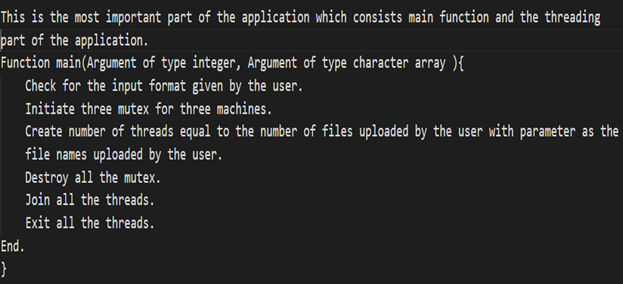 This is the most important part of the application which consists main function and the threading
part of the application.
Function main(Argument of type integer, Argument of type character array ){
Check for the input format given by the user.
Initiate three mutex for three machines.
Create number of threads equal to the number of files uploaded by the user with parameter as the
file names uploaded by the user.
Destroy all the mutex.
Join all the threads.
Exit all the threads.
End.
}